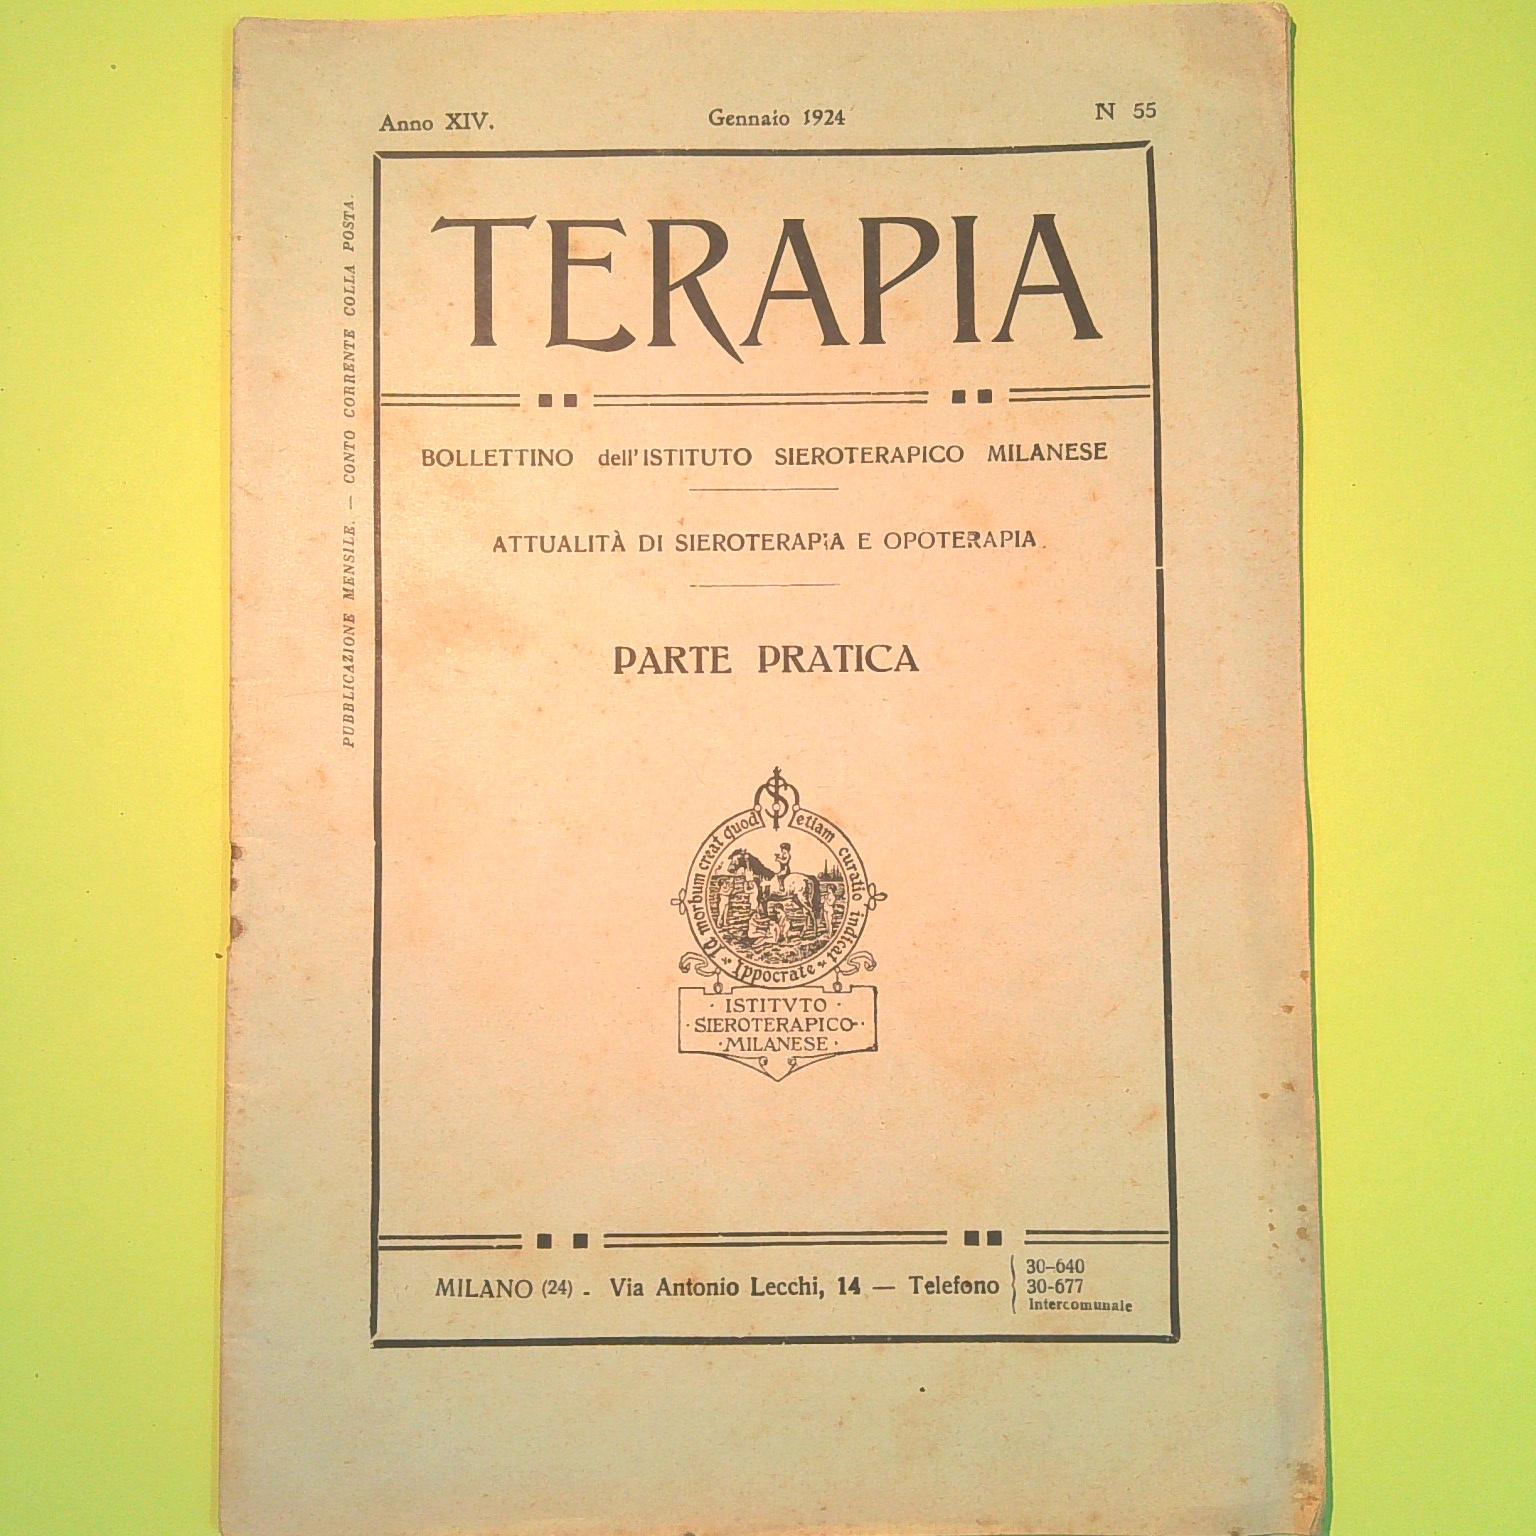 Anno XIV.
Gennaio 1924
N 55
PUBBLICAZIONE MENSILE. — CONTO CORRENTE COLLA POSTA.
TERAPIA
BOLLETTINO dell'ISTITUTO SIEROTERAPICO MILANESE
ATTUALITÀ DI SIEROTERAPIA E OPOTERAPIA.
PARTE PRATICA
IS
Id morbum creat quod etiam curatio indicat
Ippocrate
· ISTITVTO ·
· SIEROTERAPICO ·
· MILANESE ·
MILANO (24) - Via Antonio Lecchi, 14 — Telefono
30-640
30-677
Intercomunale